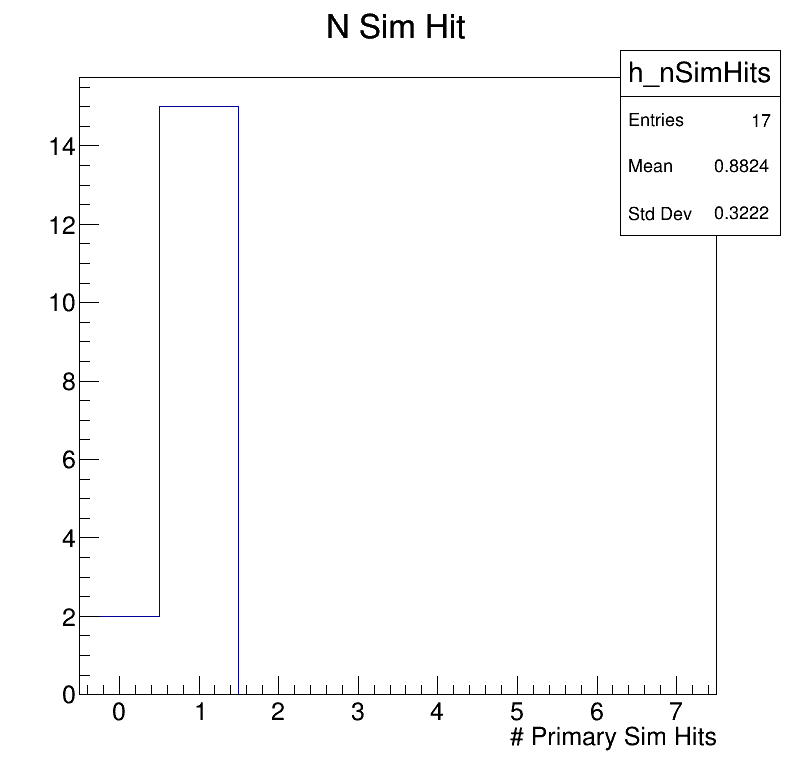 N Sim Hit
h_nSimHits
Entries 17
Mean 0.8824
Std Dev 0.3222
14
12
10
8
6
4
2
0
0 1 2 3 4 5 6 7
# Primary Sim Hits